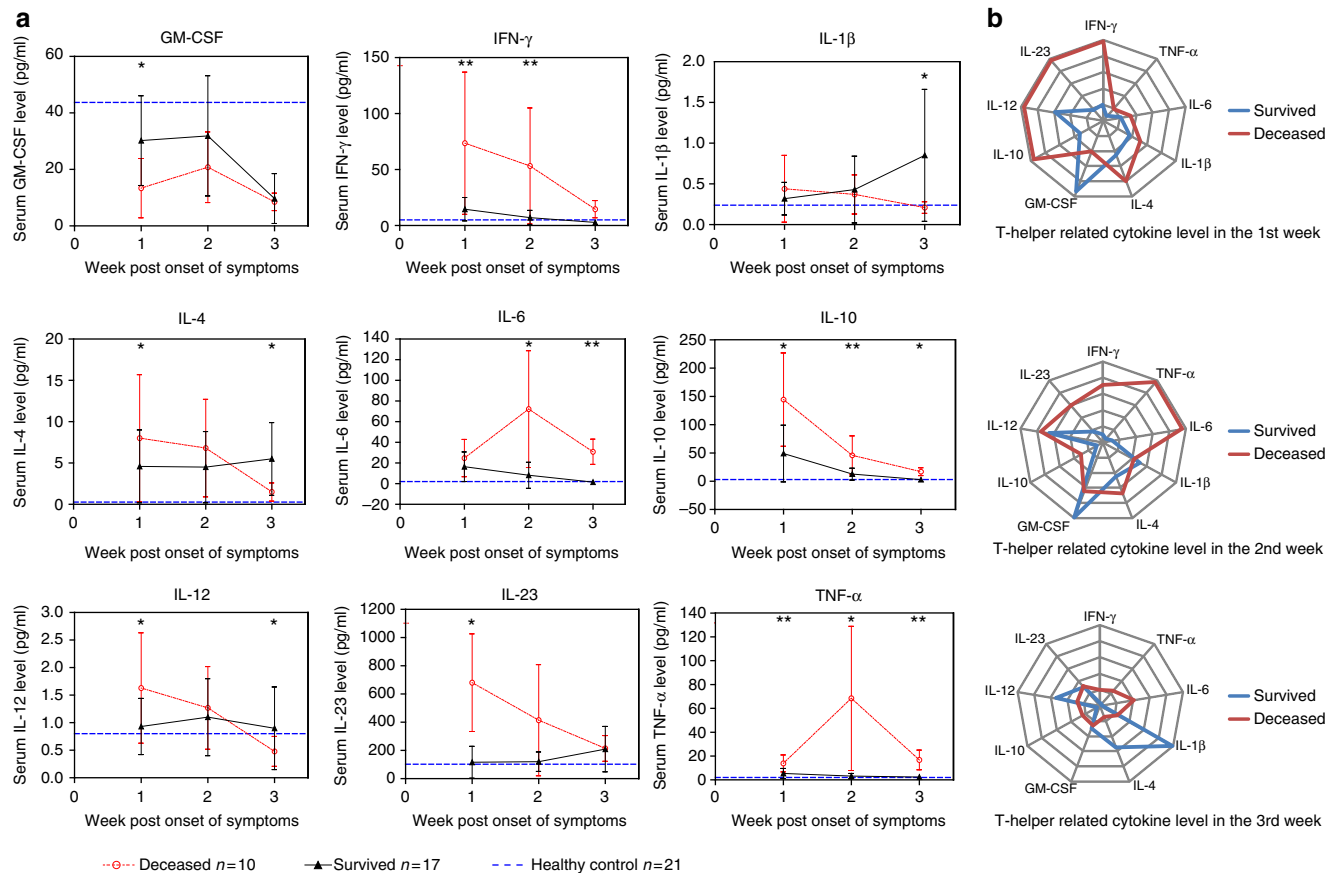 a
GM-CSF
Serum GM-CSF level (pg/ml)
60
40
20
0
0 1 2 3
Week post onset of symptoms
*
IFN-γ
Serum IFN-γ level (pg/ml)
150
100
50
0
0 1 2 3
Week post onset of symptoms
** **
IL-1β
Serum IL-1β level (pg/ml)
2.0
1.5
1.0
0.5
0.0
0 1 2 3
Week post onset of symptoms
*
IL-4
Serum IL-4 level (pg/ml)
20
15
10
5
0
0 1 2 3
Week post onset of symptoms
* *
IL-6
Serum IL-6 level (pg/ml)
140
120
100
80
60
40
20
0
–20
0 1 2 3
Week post onset of symptoms
* **
IL-10
Serum IL-10 level (pg/ml)
250
200
150
100
50
0
–50
0 1 2 3
Week post onset of symptoms
* ** *
IL-12
Serum IL-12 level (pg/ml)
3.0
2.5
2.0
1.5
1.0
0.5
0.0
0 1 2 3
Week post onset of symptoms
* *
IL-23
Serum IL-23 level (pg/ml)
1200
1000
800
600
400
200
0
0 1 2 3
Week post onset of symptoms
*
TNF-α
Serum TNF-α level (pg/ml)
140
120
100
80
60
40
20
0
0 1 2 3
Week post onset of symptoms
** * **
Deceased n=10 Survived n=17 Healthy control n=21
b
IFN-γ
TNF-α
IL-6
IL-1β
IL-4
GM-CSF
IL-10
IL-12
IL-23
Survived
Deceased
T-helper related cytokine level in the 1st week
IFN-γ
TNF-α
IL-6
IL-1β
IL-4
GM-CSF
IL-10
IL-12
IL-23
Survived
Deceased
T-helper related cytokine level in the 2nd week
IFN-γ
TNF-α
IL-6
IL-1β
IL-4
GM-CSF
IL-10
IL-12
IL-23
Survived
Deceased
T-helper related cytokine level in the 3rd week